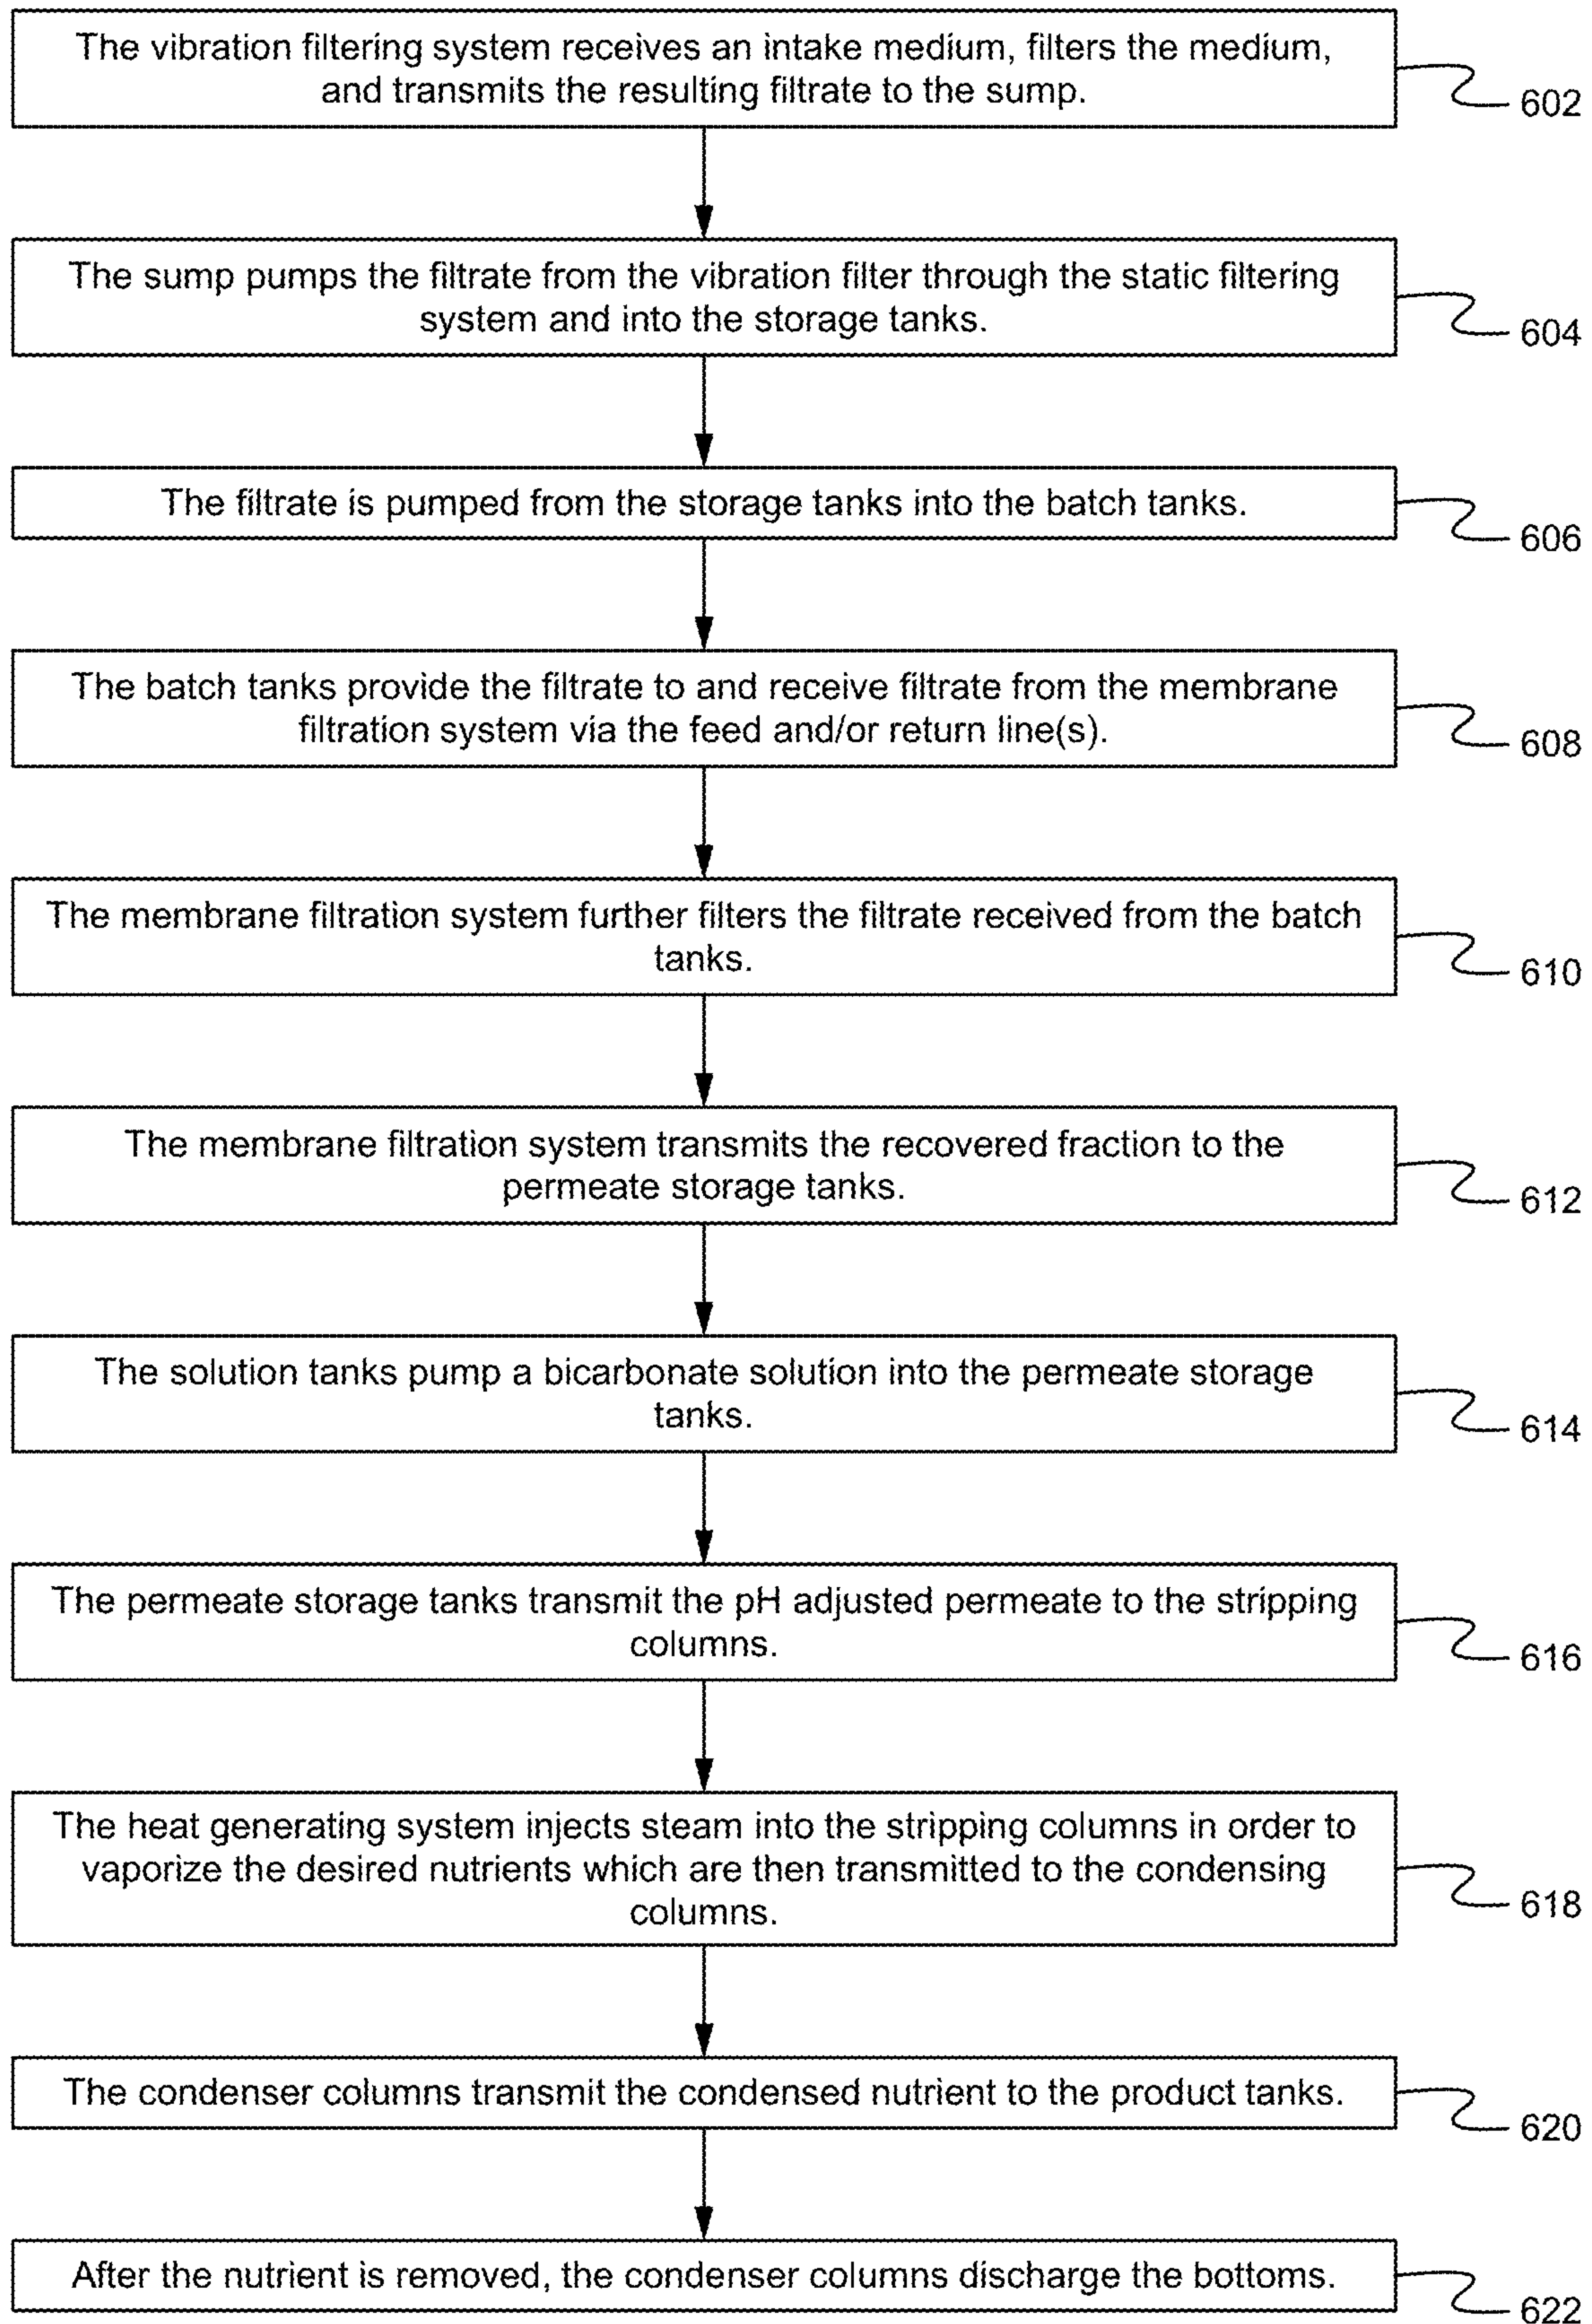 The vibration filtering system receives an intake medium, filters the medium,
and transmits the resulting filtrate to the sump.
602
The sump pumps the filtrate from the vibration filter through the static filtering
system and into the storage tanks.
604
The filtrate is pumped from the storage tanks into the batch tanks.
606
The batch tanks provide the filtrate to and receive filtrate from the membrane
filtration system via the feed and/or return line(s).
608
The membrane filtration system further filters the filtrate received from the batch
tanks.
610
The membrane filtration system transmits the recovered fraction to the
permeate storage tanks.
612
The solution tanks pump a bicarbonate solution into the permeate storage
tanks.
614
The permeate storage tanks transmit the pH adjusted permeate to the stripping
columns.
616
The heat generating system injects steam into the stripping columns in order to
vaporize the desired nutrients which are then transmitted to the condensing
columns.
618
The condenser columns transmit the condensed nutrient to the product tanks.
620
After the nutrient is removed, the condenser columns discharge the bottoms.
622